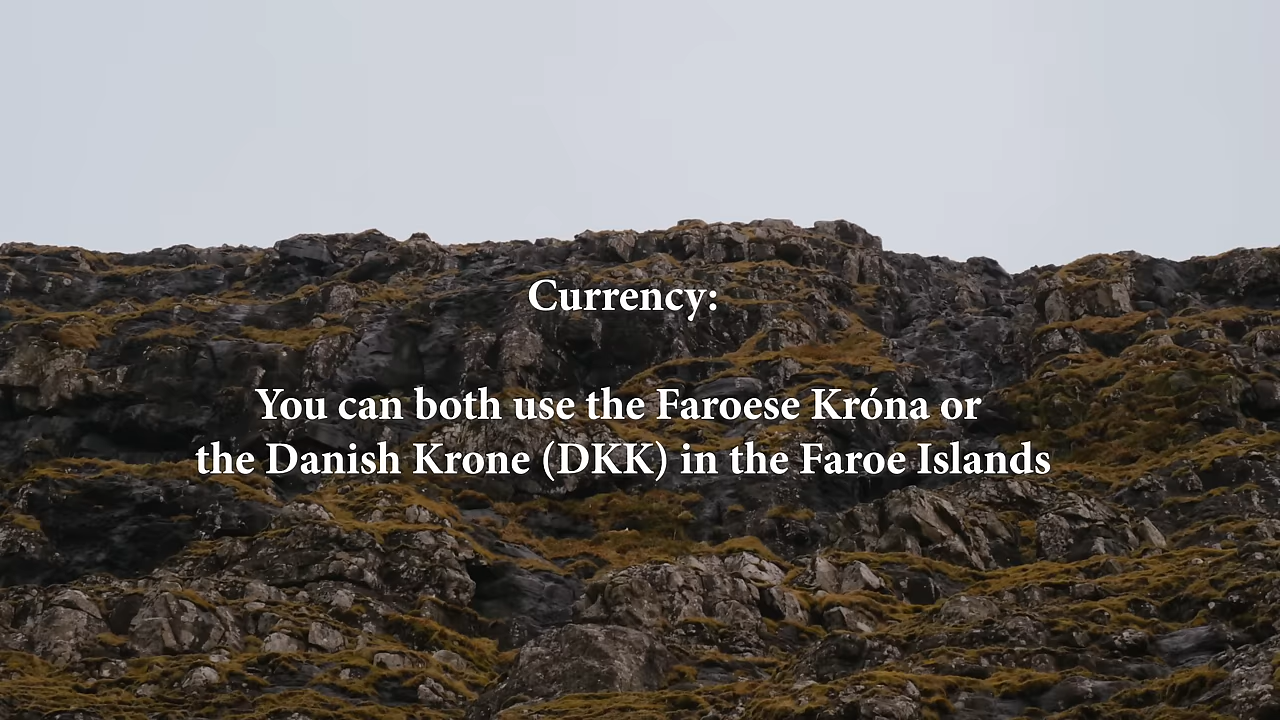 Currency:
You can both use the Faroese Króna or
the Danish Krone (DKK) in the Faroe Islands